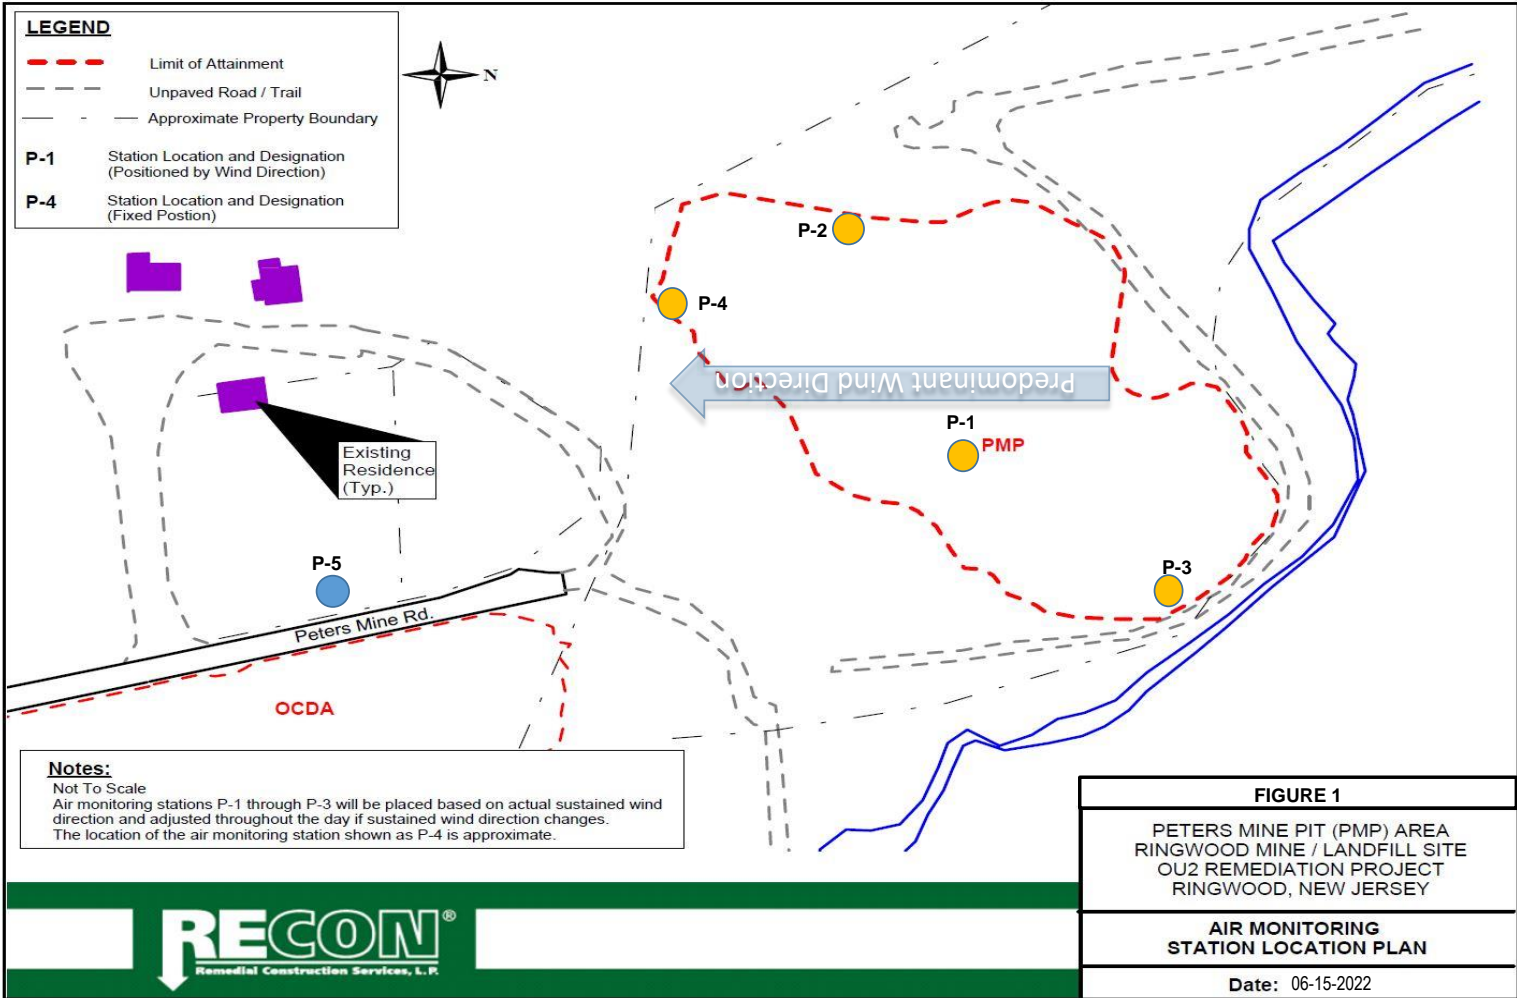 LEGEND
Limit of Attainment
Unpaved Road / Trail
Approximate Property Boundary
P-1
Station Location and Designation
(Positioned by Wind Direction)
P-4
Station Location and Designation
(Fixed Postion)
N
P-2
P-4
Predominant Wind Direction
P-1
PMP
Existing
Residence
(Typ.)
P-5
P-3
Peters Mine Rd.
OCDA
Notes:
Not To Scale
Air monitoring stations P-1 through P-3 will be placed based on actual sustained wind
direction and adjusted throughout the day if sustained wind direction changes.
The location of the air monitoring station shown as P-4 is approximate.
FIGURE 1
PETERS MINE PIT (PMP) AREA
RINGWOOD MINE / LANDFILL SITE
OU2 REMEDIATION PROJECT
RINGWOOD, NEW JERSEY
AIR MONITORING
STATION LOCATION PLAN
Date: 06-15-2022
RECON®
Remedial Construction Services, L.P.